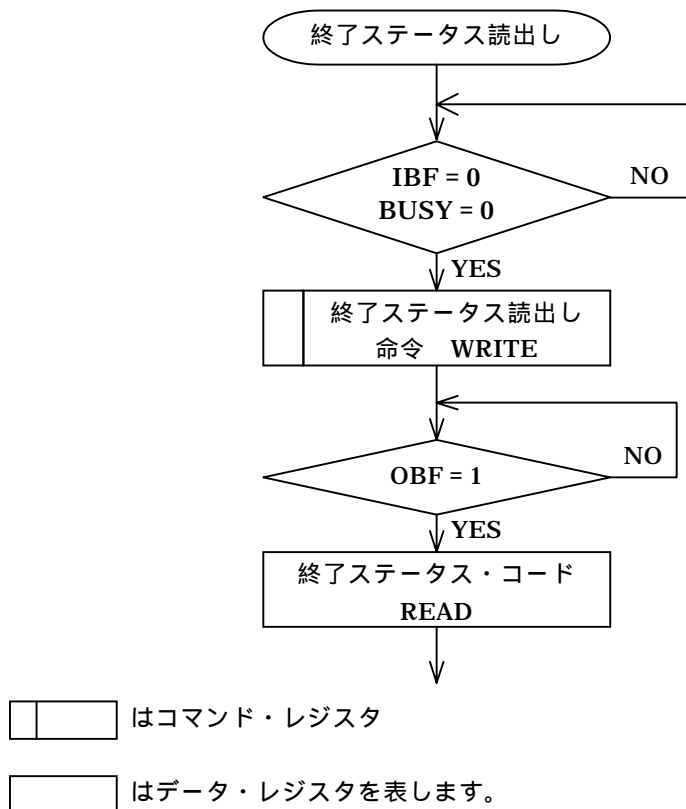 終了ステータス読出し
IBF = 0
BUSY = 0
NO
YES
終了ステータス読出し
命令　WRITE
OBF = 1
NO
YES
終了ステータス・コード
READ
はコマンド・レジスタ
はデータ・レジスタを表します。